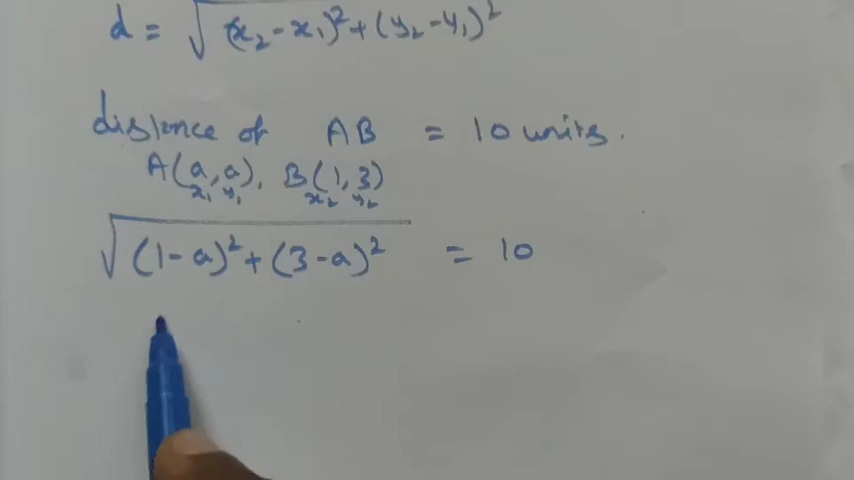 d = √(x₂-x₁)²+(y₂-y₁)²
distance of AB = 10 units.
A(a,a), B(1,3)
x₁ y₁ x₂ y₂
√(1-a)²+(3-a)² = 10